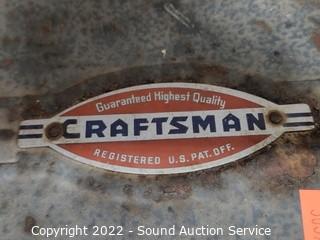 Guaranteed Highest Quality
CRAFTSMAN
REGISTERED U.S. PAT. OFF.
Copyright 2022 - Sound Auction Service